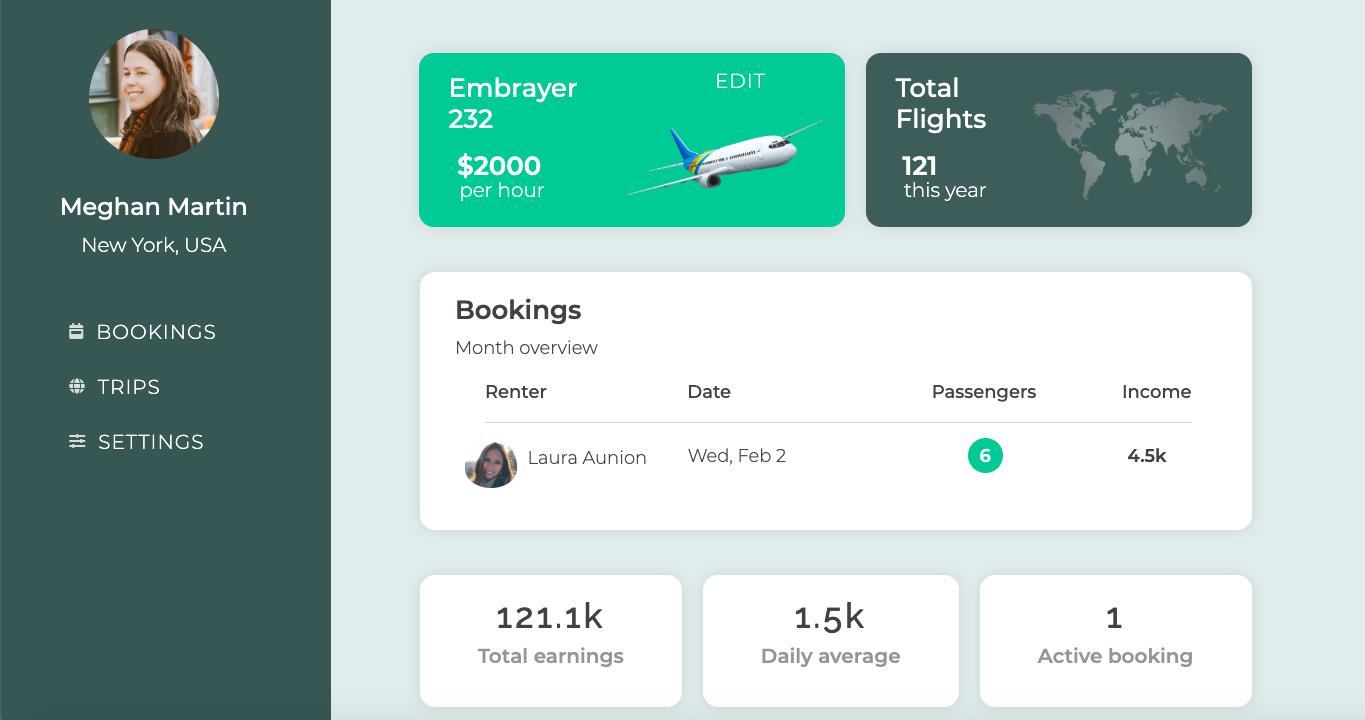 Meghan Martin
New York, USA
BOOKINGS
TRIPS
SETTINGS
Embrayer
232
EDIT
$2000
per hour
Total
Flights
121
this year
Bookings
Month overview
Renter Date Passengers Income
Laura Aunion Wed, Feb 2 6 4.5k
121.1k
Total earnings
1.5k
Daily average
1
Active booking